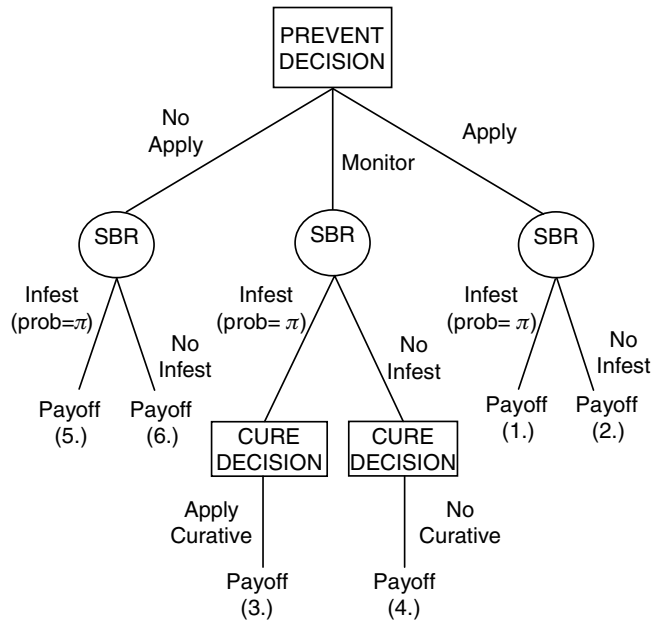 PREVENT
DECISION
No
Apply
Monitor
Apply
SBR
SBR
SBR
Infest
(prob=π)
No
Infest
Infest
(prob= π)
No
Infest
Infest
(prob= π)
No
Infest
Payoff
(5.)
Payoff
(6.)
CURE
DECISION
CURE
DECISION
Payoff
(1.)
Payoff
(2.)
Apply
Curative
No
Curative
Payoff
(3.)
Payoff
(4.)